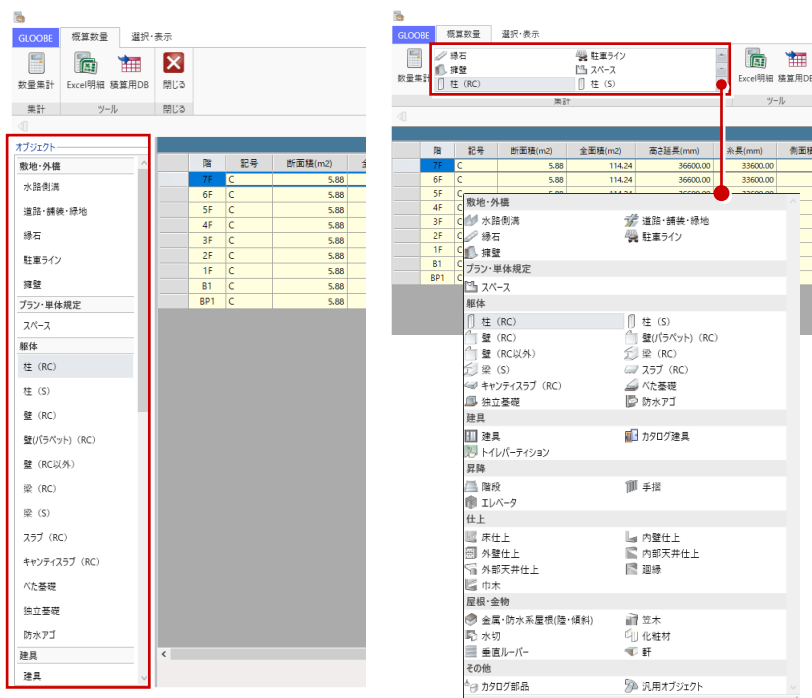 GLOOBE
概算数量
選択・表示
数量集計
Excel明細
積算用DB
閉じる
集計
ツール
閉じる
オブジェクト
敷地・外構
水路側溝
道路・舗装・緑地
縁石
駐車ライン
擁壁
プラン・単体規定
スペース
躯体
柱（RC）
柱（S）
壁（RC）
壁(パラペット)（RC）
壁（RC以外）
梁（RC）
梁（S）
スラブ（RC）
キャンティスラブ（RC）
べた基礎
独立基礎
防水アゴ
建具
建具
階 記号 断面積(m2)
7F C 5.88
6F C 5.88
5F C 5.88
4F C 5.88
3F C 5.88
2F C 5.88
1F C 5.88
B1 C 5.88
BP1 C 5.88
GLOOBE
概算数量
選択・表示
縁石 駐車ライン
擁壁 スペース
柱（RC） 柱（S）
Excel明細
積算用DB
集計
ツール
階 記号 断面積(m2) 全面積(m2) 高さ延長(mm) 糸長(mm)
7F C 5.88 114.24 36600.00 33600.00
6F C 5.88 114.24 36600.00 33600.00
5F C
4F C
3F C
2F C
1F C
B1 C
BP1 C
敷地・外構
水路側溝 道路・舗装・緑地
縁石 駐車ライン
擁壁
プラン・単体規定
スペース
躯体
柱（RC） 柱（S）
壁（RC） 壁(パラペット)（RC）
壁（RC以外） 梁（RC）
梁（S） スラブ（RC）
キャンティスラブ（RC） べた基礎
独立基礎 防水アゴ
建具
建具 カタログ建具
トイレパーティション
昇降
階段 手摺
エレベータ
仕上
床仕上 内壁仕上
外壁仕上 内部天井仕上
外部天井仕上 廻縁
巾木
屋根・金物
金属・防水系屋根(陸・傾斜) 笠木
水切 化粧材
垂直ルーバー 軒
その他
カタログ部品 汎用オブジェクト